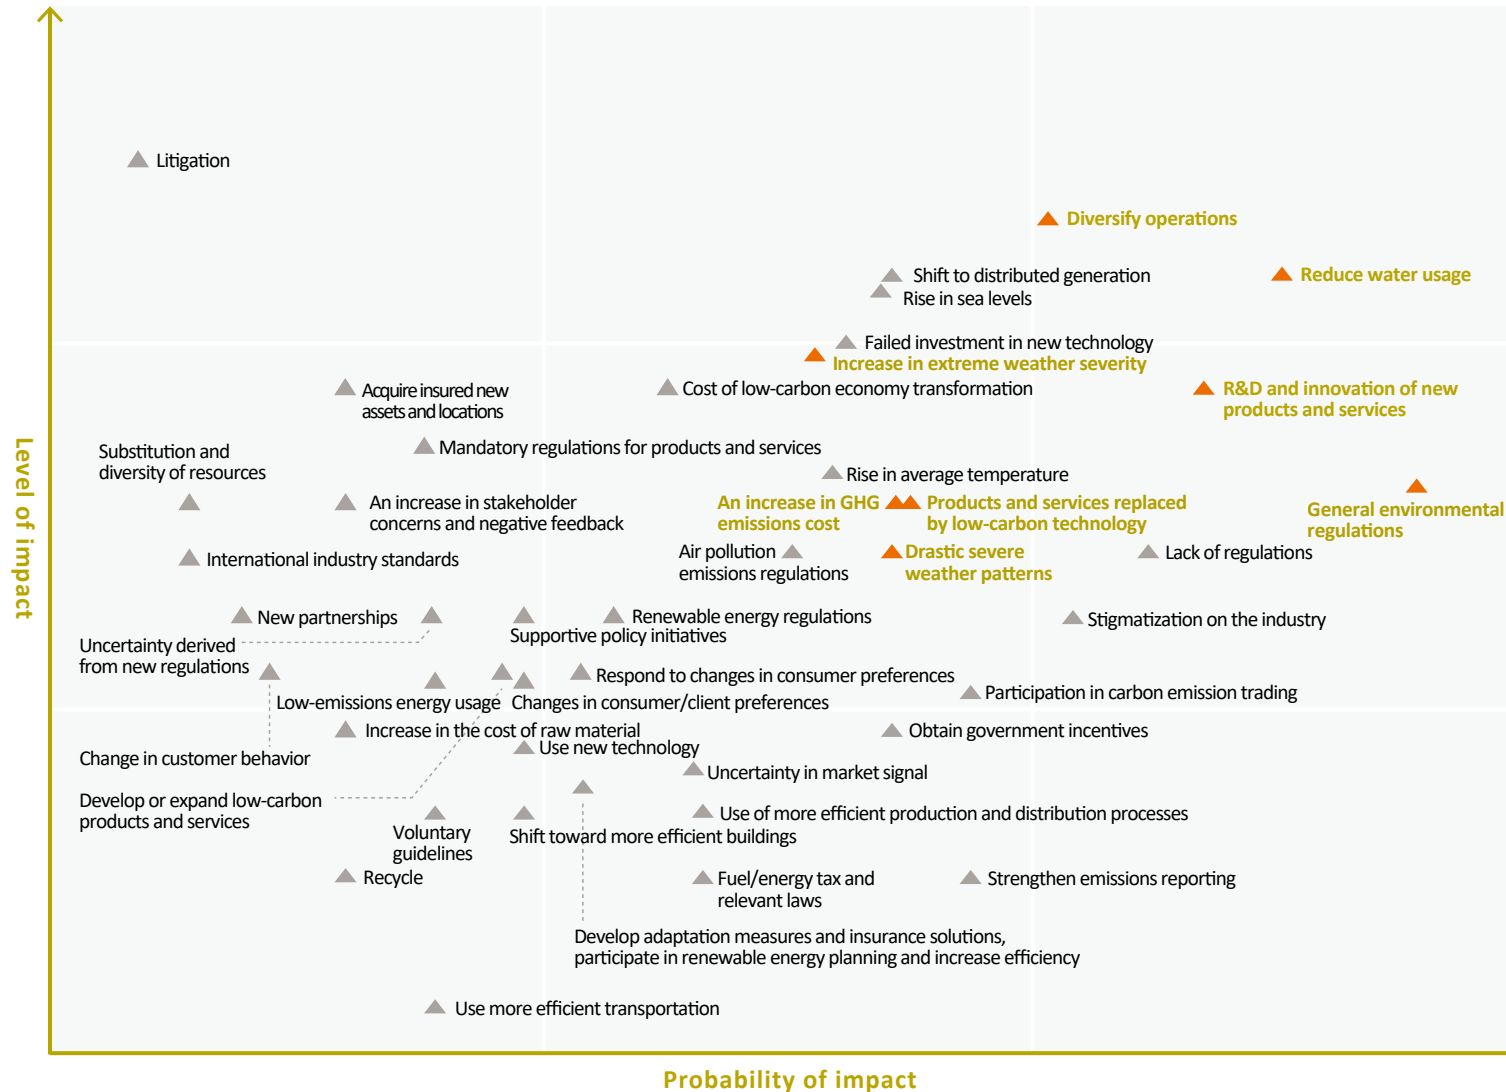 Litigation
Diversify operations
Shift to distributed generation
Reduce water usage
Rise in sea levels
Failed investment in new technology
Increase in extreme weather severity
Acquire insured new
assets and locations
Cost of low-carbon economy transformation
R&D and innovation of new
products and services
Mandatory regulations for products and services
Substitution and
diversity of resources
Rise in average temperature
An increase in stakeholder
concerns and negative feedback
An increase in GHG
emissions cost
Products and services replaced
by low-carbon technology
General environmental
regulations
International industry standards
Air pollution
emissions regulations
Drastic severe
weather patterns
Lack of regulations
New partnerships
Supportive policy initiatives
Renewable energy regulations
Stigmatization on the industry
Uncertainty derived
from new regulations
Respond to changes in consumer preferences
Low-emissions energy usage
Changes in consumer/client preferences
Participation in carbon emission trading
Increase in the cost of raw material
Obtain government incentives
Use new technology
Change in customer behavior
Uncertainty in market signal
Develop or expand low-carbon
products and services
Use of more efficient production and distribution processes
Voluntary
guidelines
Shift toward more efficient buildings
Recycle
Fuel/energy tax and
relevant laws
Strengthen emissions reporting
Develop adaptation measures and insurance solutions,
participate in renewable energy planning and increase efficiency
Use more efficient transportation
Level of impact
Probability of impact